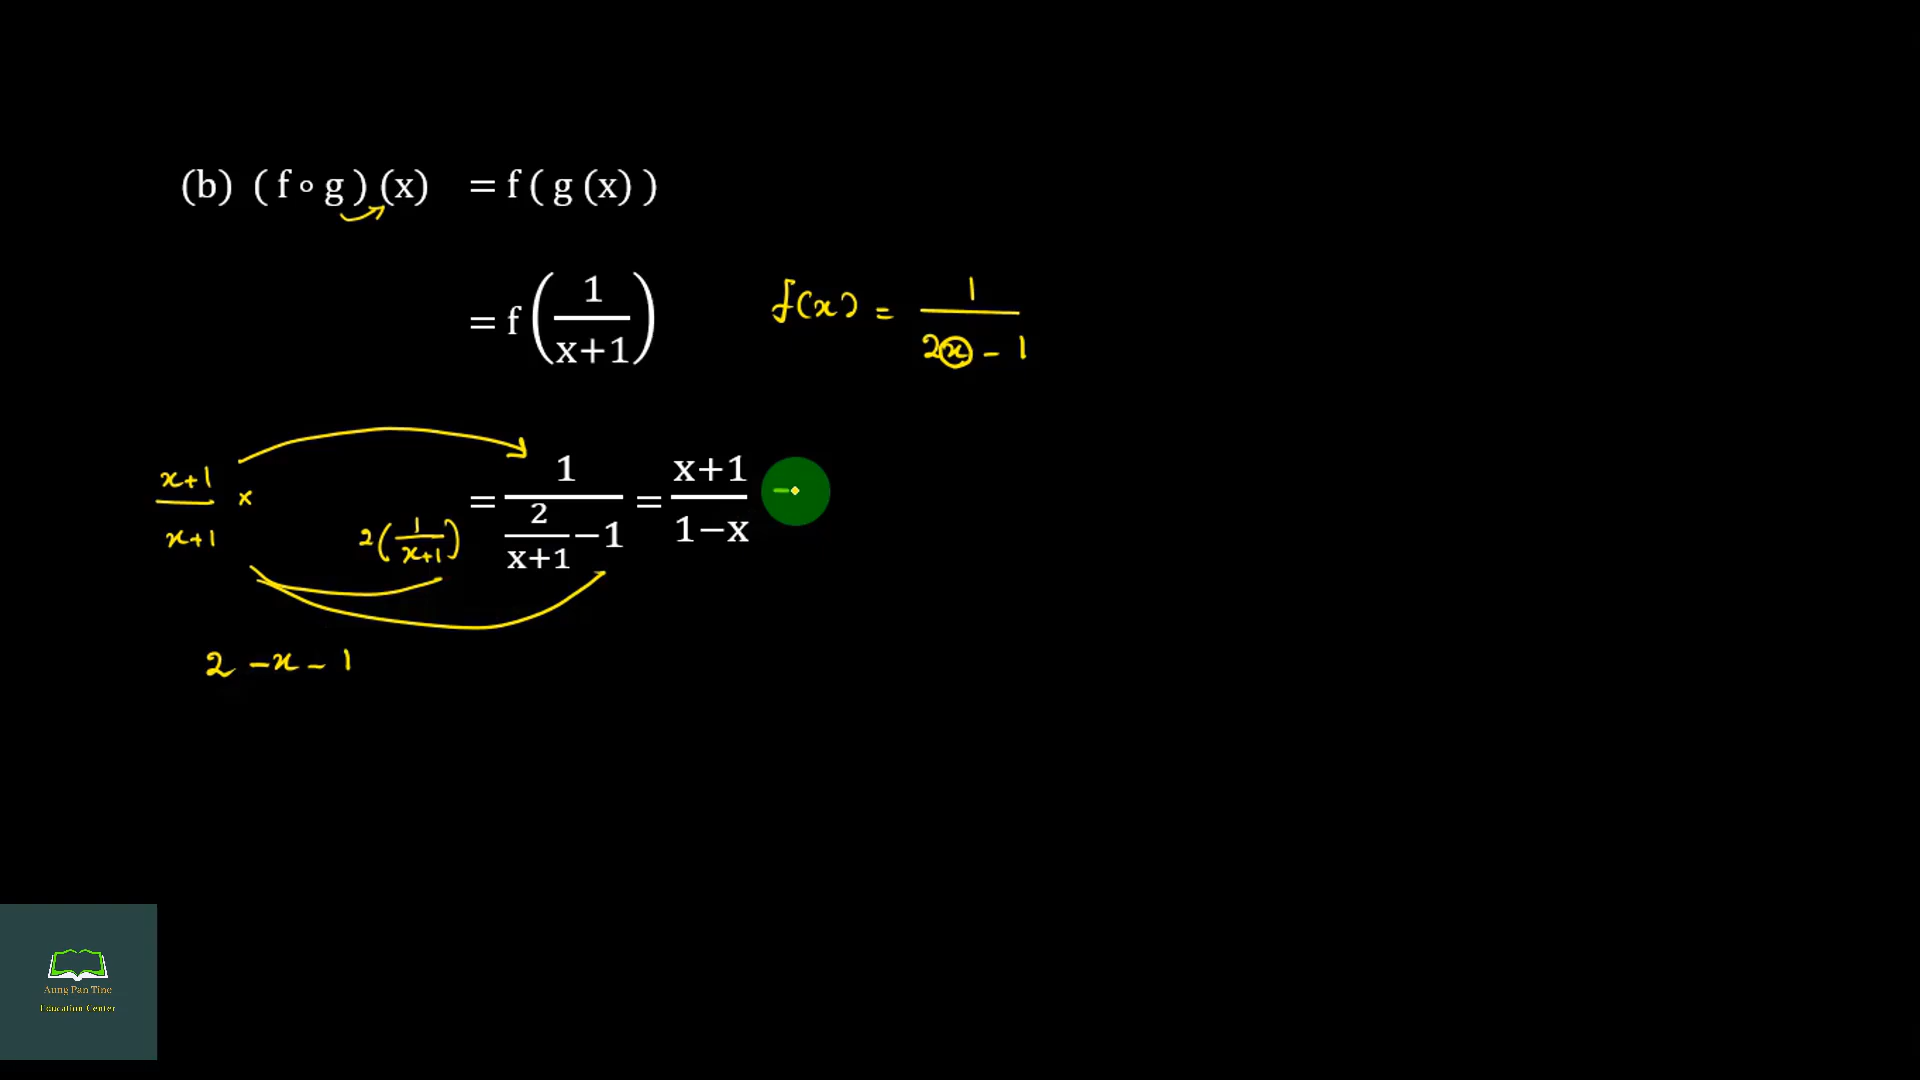 (b) ( f ∘ g ) (x) = f ( g (x) )
= f ( 1 / x+1 ) f(x) = 1 / 2x - 1
x+1 / x+1 × 2 ( 1 / x+1 ) = 1 / ( 2 / x+1 −1 ) = x+1 / 1−x -
2 -x - 1
Aung Pan Tine
Education Center